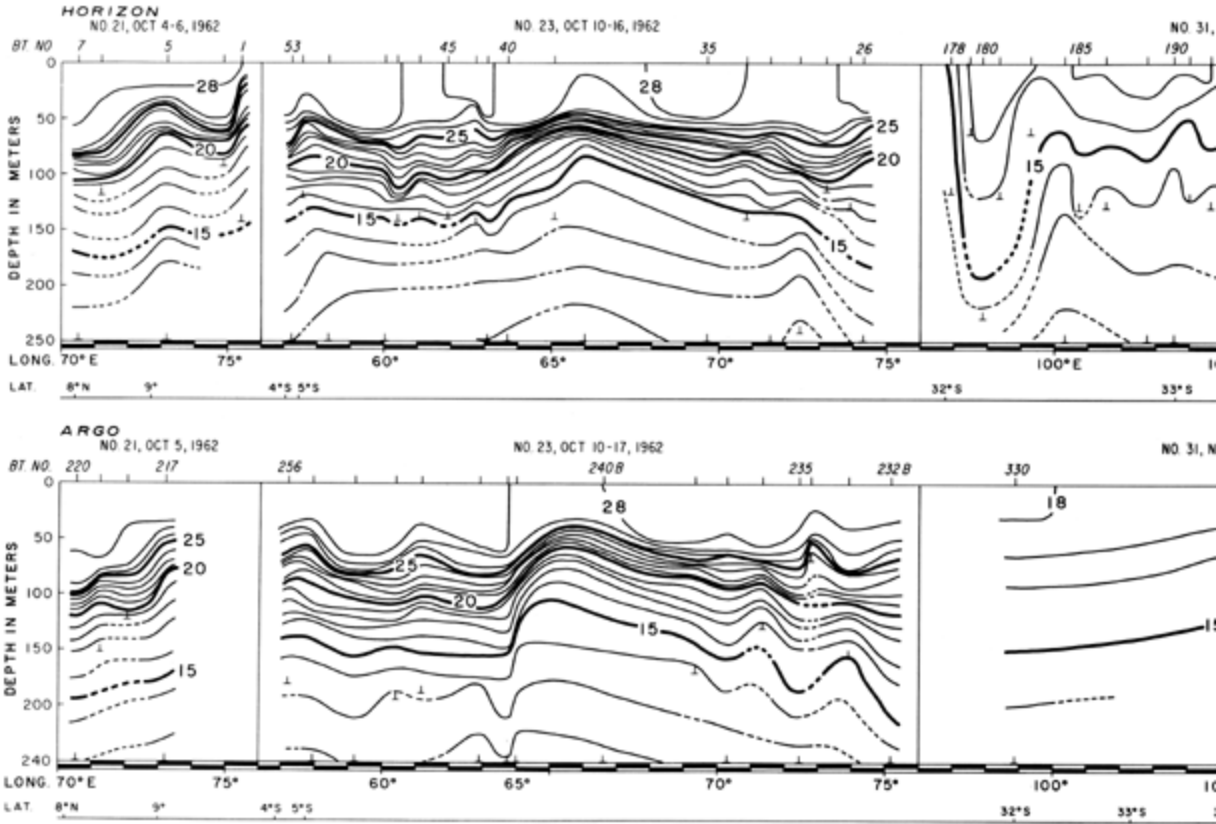 HORIZON
NO. 21, OCT 4-6, 1962 NO. 23, OCT 10-16, 1962 NO. 31,
BT. NO 7 5 1 53 45 40 35 26 178 180 185 190
0
50
100
150
200
250
DEPTH IN METERS
28 25 20 15
25 20 15 28 25 20 15
15
LONG. 70°E 75° 60° 65° 70° 75° 100°E 10
LAT. 8°N 9° 4°S 5°S 32°S 33°S
ARGO
NO. 21, OCT 5, 1962 NO. 23, OCT 10-17, 1962 NO. 31, N
BT. NO. 220 217 256 240B 235 232B 330
0
50
100
150
200
240
DEPTH IN METERS
25 20 15
25 20 28 15
18 15
LONG. 70°E 75° 60° 65° 70° 75° 100° 10
LAT. 8°N 9° 4°S 5°S 32°S 33°S